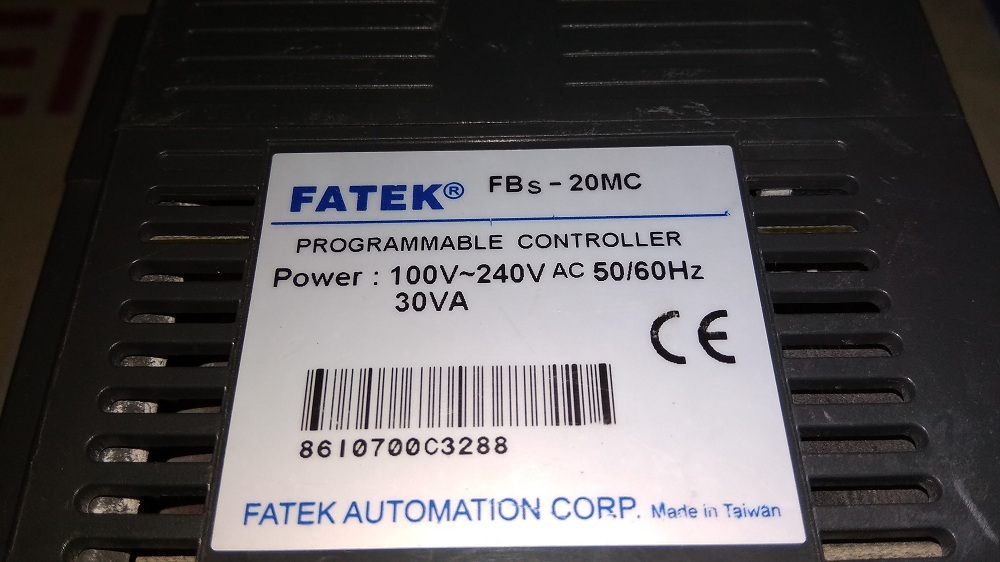 FATEK® FBs-20MC
PROGRAMMABLE CONTROLLER
Power : 100V~240V AC 50/60Hz
30VA
CE
86I0700C3288
FATEK AUTOMATION CORP. Made in Taiwan